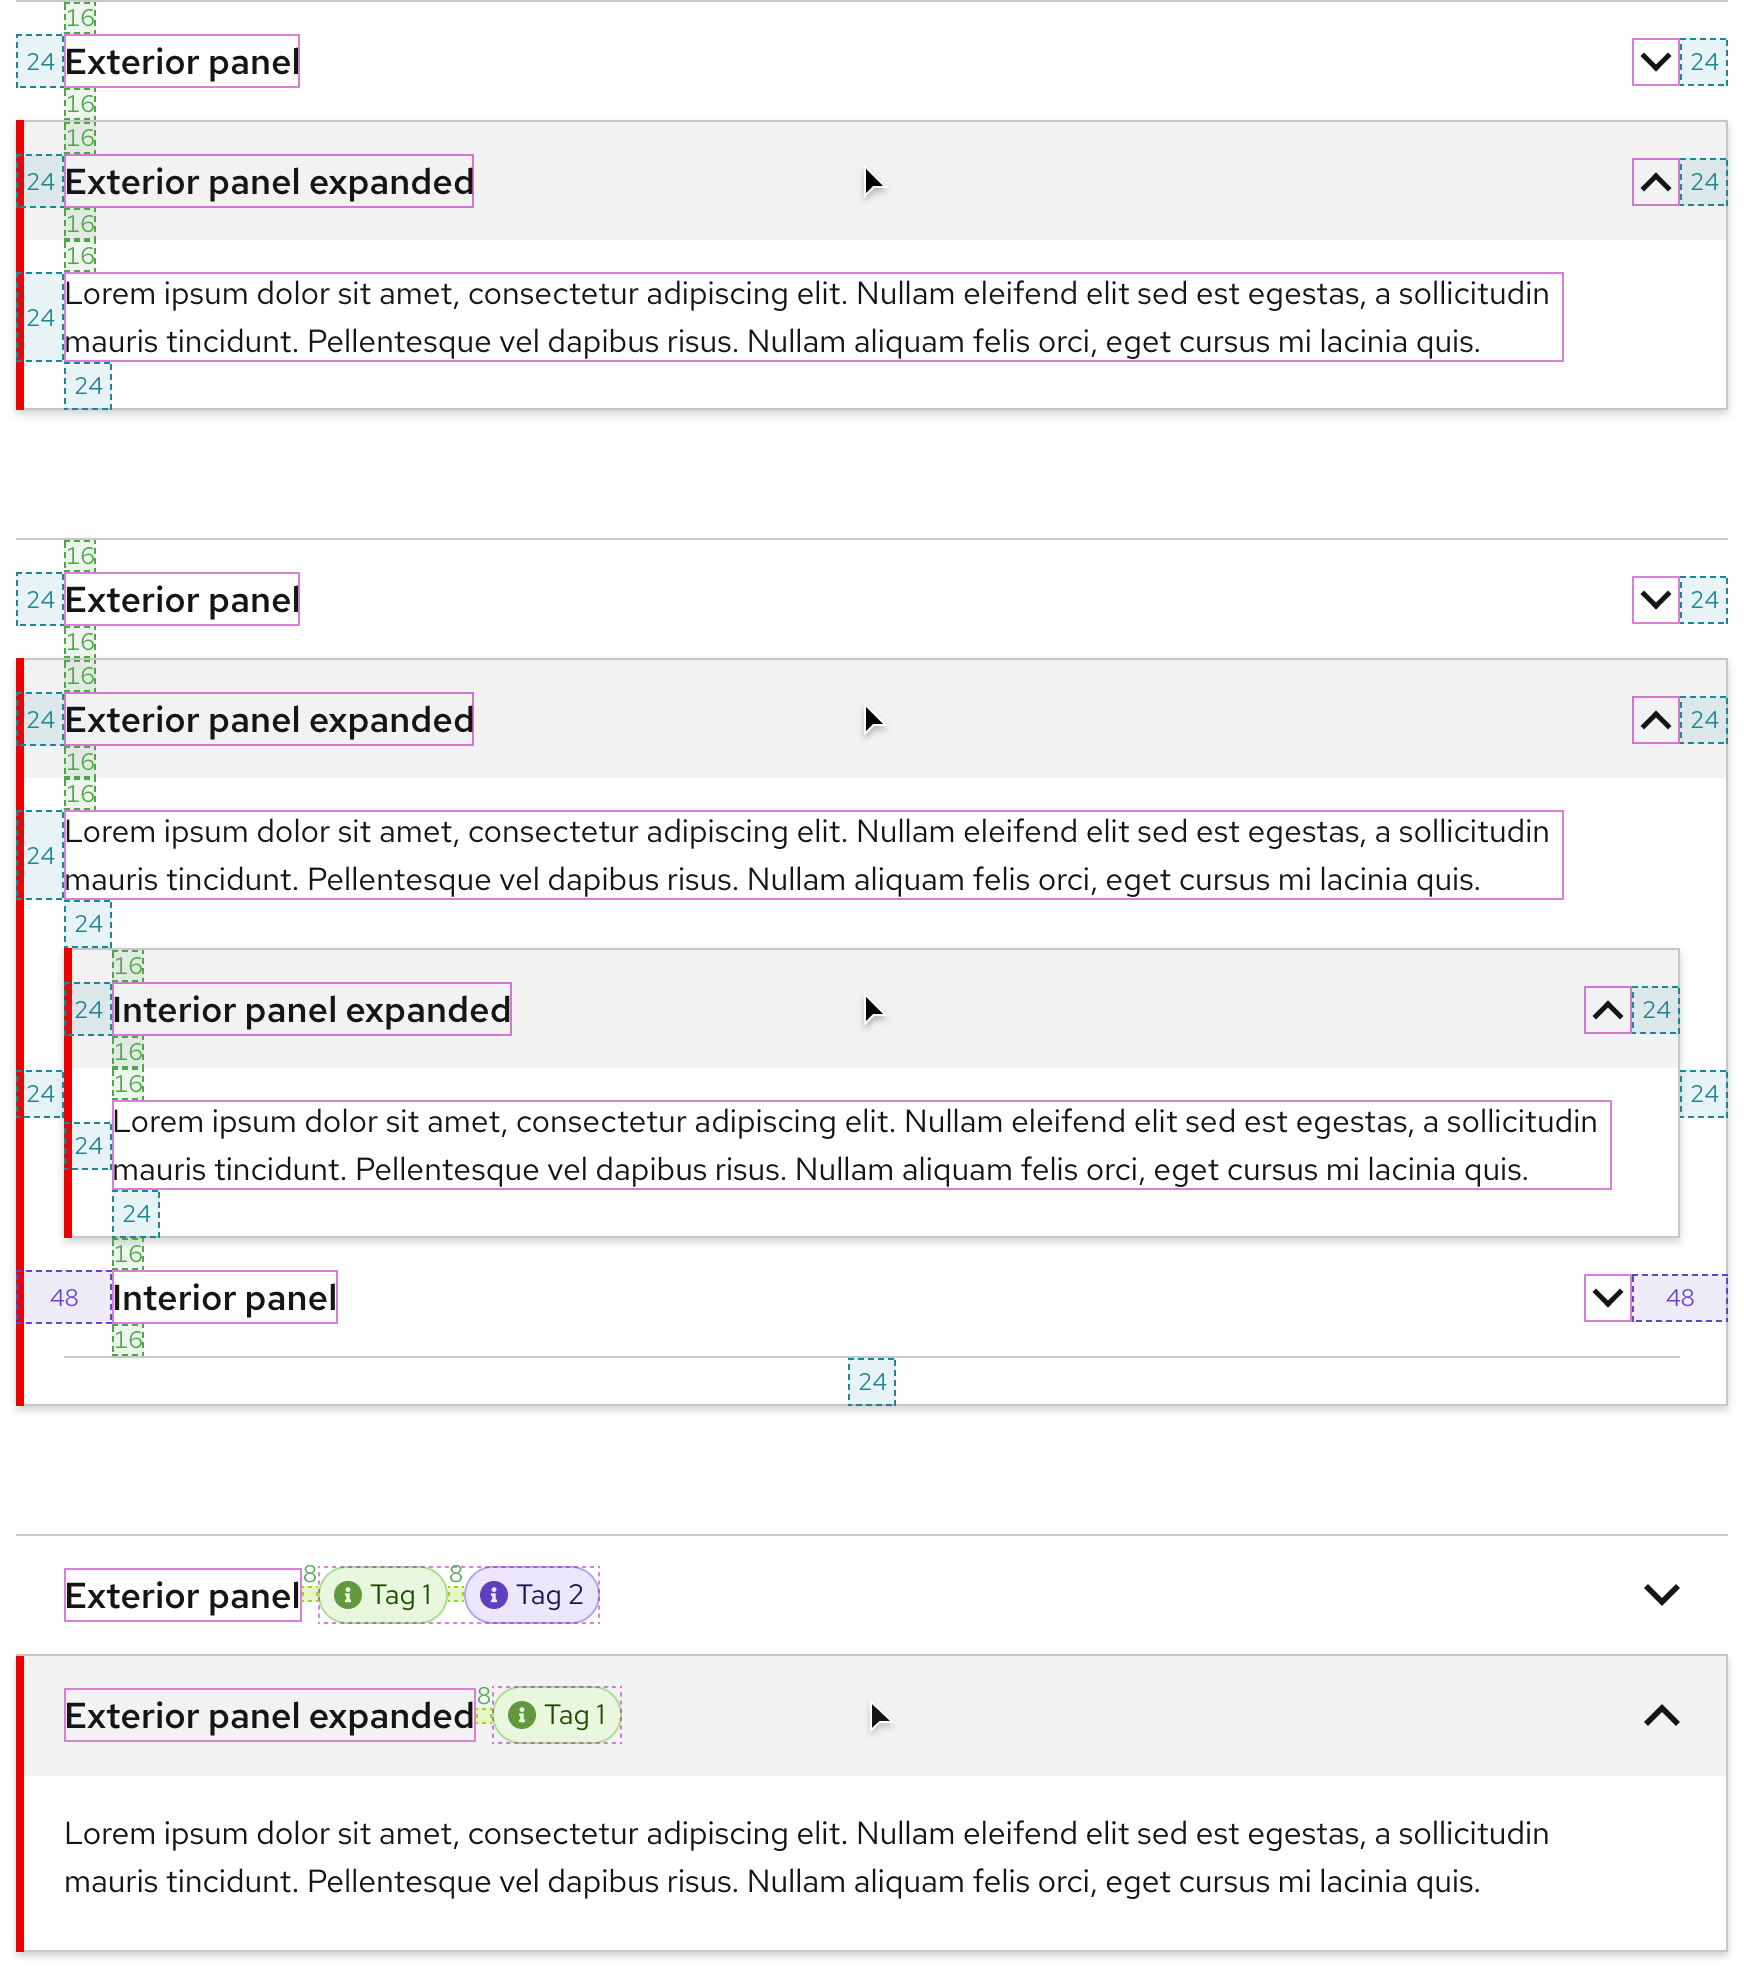 16
24 Exterior panel 24
16
16
24 Exterior panel expanded 24
16
16
Lorem ipsum dolor sit amet, consectetur adipiscing elit. Nullam eleifend elit sed est egestas, a sollicitudin
24
mauris tincidunt. Pellentesque vel dapibus risus. Nullam aliquam felis orci, eget cursus mi lacinia quis.
24
16
24 Exterior panel 24
16
16
24 Exterior panel expanded 24
16
16
Lorem ipsum dolor sit amet, consectetur adipiscing elit. Nullam eleifend elit sed est egestas, a sollicitudin
24
mauris tincidunt. Pellentesque vel dapibus risus. Nullam aliquam felis orci, eget cursus mi lacinia quis.
24
16
24 Interior panel expanded 24
16
16
24 24
Lorem ipsum dolor sit amet, consectetur adipiscing elit. Nullam eleifend elit sed est egestas, a sollicitudin
24
mauris tincidunt. Pellentesque vel dapibus risus. Nullam aliquam felis orci, eget cursus mi lacinia quis.
24
16
48 Interior panel 48
16
24
8 8
Exterior panel Tag 1 Tag 2
8
Exterior panel expanded Tag 1
Lorem ipsum dolor sit amet, consectetur adipiscing elit. Nullam eleifend elit sed est egestas, a sollicitudin
mauris tincidunt. Pellentesque vel dapibus risus. Nullam aliquam felis orci, eget cursus mi lacinia quis.